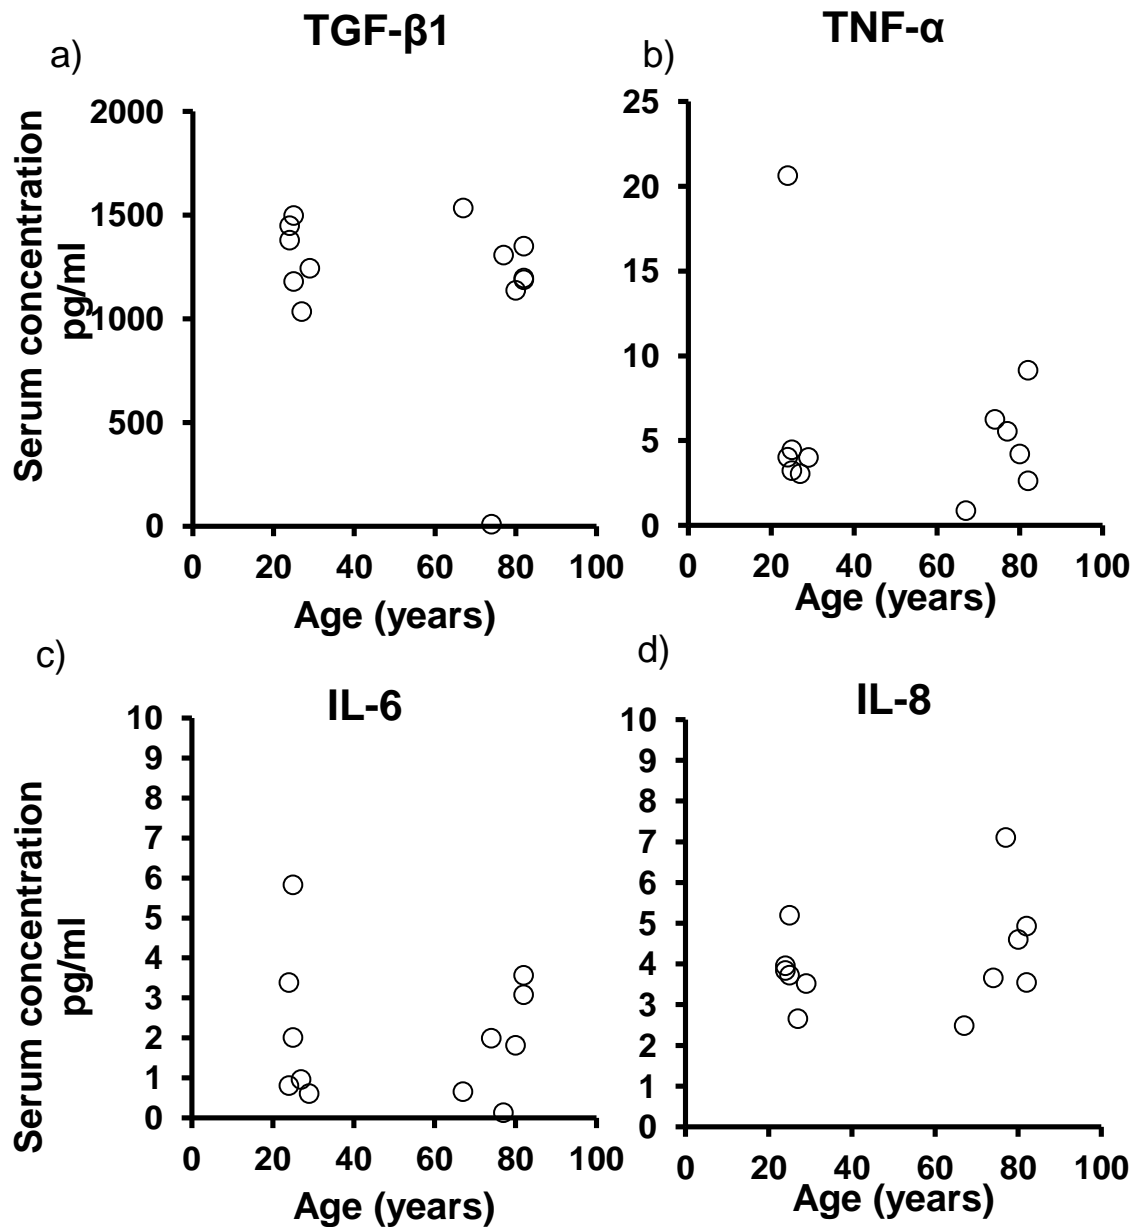 TGF-β1
a)
Serum concentration
pg/ml
2000
1500
1000
500
0
0 20 40 60 80 100
Age (years)
TNF-α
b)
25
20
15
10
5
0
0 20 40 60 80 100
Age (years)
c)
IL-6
Serum concentration
pg/ml
10
9
8
7
6
5
4
3
2
1
0
0 20 40 60 80 100
Age (years)
d)
IL-8
10
9
8
7
6
5
4
3
2
1
0
0 20 40 60 80 100
Age (years)